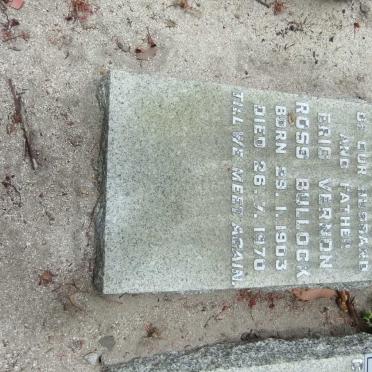 OF OUR HUSBAND
AND FATHER
ERIC VERNON
ROSS BULLOCK
BORN 29.1.1903
DIED 26.7.1970
TILL WE MEET AGAIN.